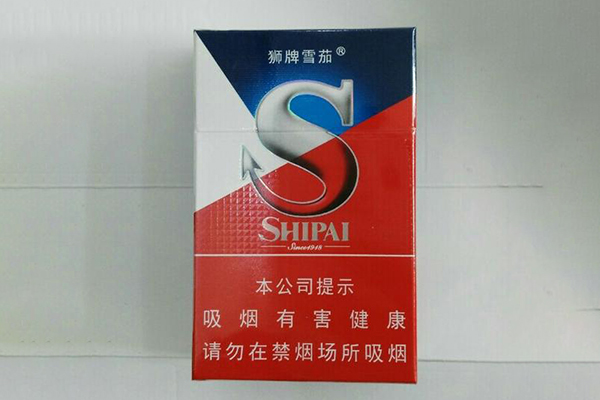 狮牌雪茄®
S
SHIPAI
Since1918
本公司提示
吸烟有害健康
请勿在禁烟场所吸烟